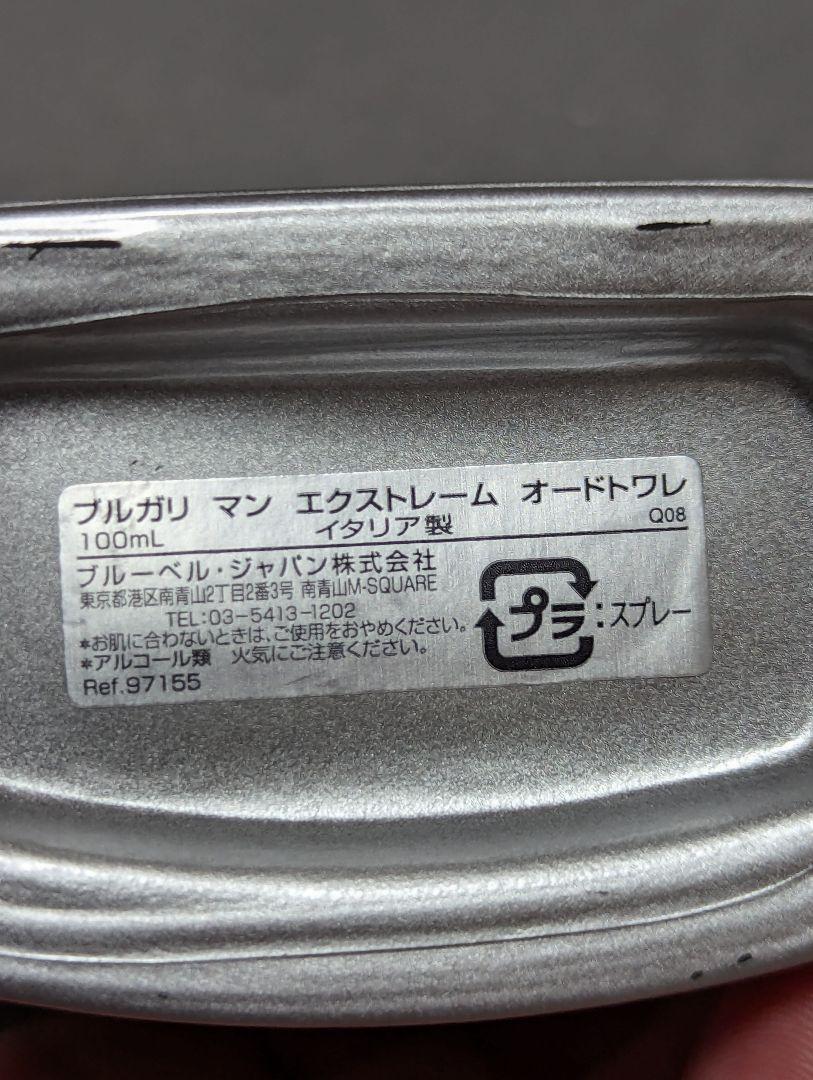 ブルガリ マン エクストレーム オードトワレ
100mL イタリア製 Q08
ブルーベル・ジャパン株式会社
東京都港区南青山2丁目2番3号 南青山M-SQUARE
TEL:03-5413-1202
*お肌に合わないときは、ご使用をおやめください。
*アルコール類 火気にご注意ください。
Ref.97155
プラ:スプレー